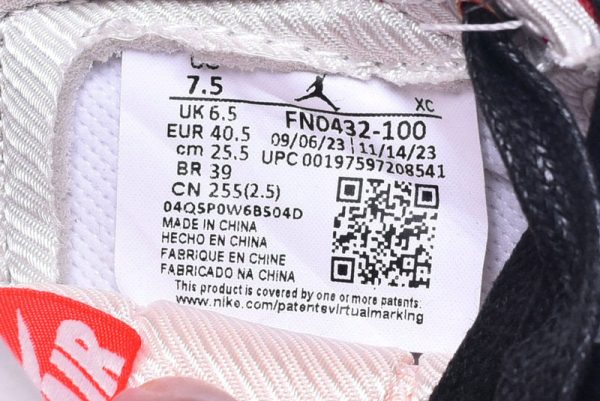 7.5
XC
UK 6.5
FN0432-100
EUR 40.5
09/06/23 | 11/14/23
cm 25.5
UPC 00197597208541
BR 39
CN 255(2.5)
04QSP0W6BS04D
MADE IN CHINA
HECHO EN CHINA
FABRIQUE EN CHINE
FABRICADO NA CHINA
This product is covered by one or more patents:
www.nike.com/patentsvirtualmarking
AIR